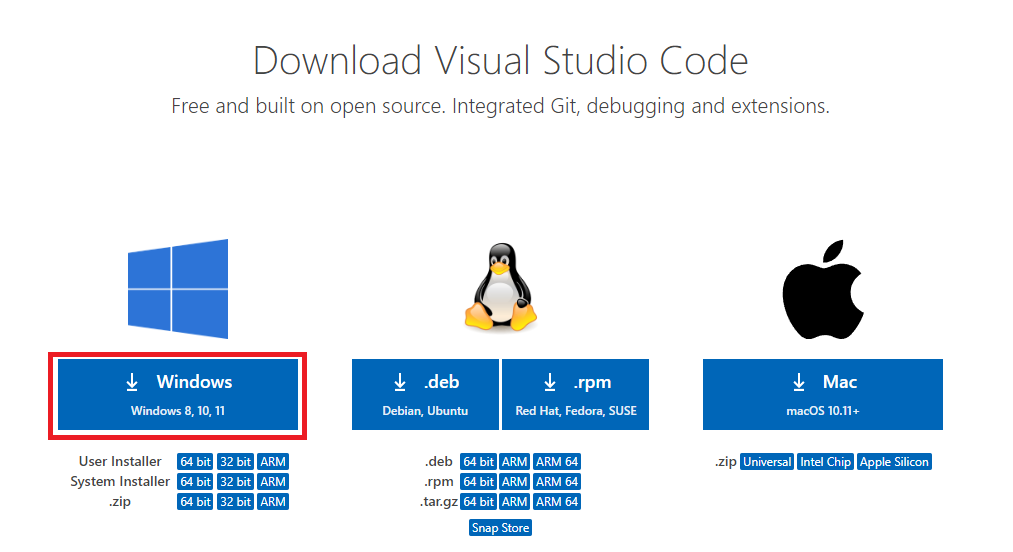 Download Visual Studio Code
Free and built on open source. Integrated Git, debugging and extensions.
Windows
Windows 8, 10, 11
User Installer 64 bit 32 bit ARM
System Installer 64 bit 32 bit ARM
.zip 64 bit 32 bit ARM
.deb
Debian, Ubuntu
.rpm
Red Hat, Fedora, SUSE
.deb 64 bit ARM ARM 64
.rpm 64 bit ARM ARM 64
.tar.gz 64 bit ARM ARM 64
Snap Store
Mac
macOS 10.11+
.zip Universal Intel Chip Apple Silicon